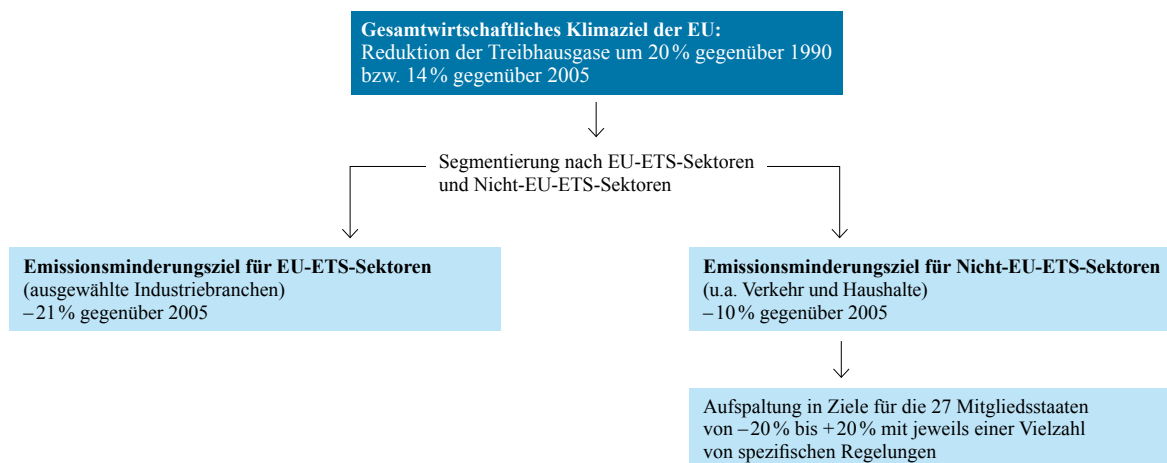 Gesamtwirtschaftliches Klimaziel der EU:
Reduktion der Treibhausgase um 20 % gegenüber 1990
bzw. 14 % gegenüber 2005
Segmentierung nach EU-ETS-Sektoren
und Nicht-EU-ETS-Sektoren
Emissionsminderungsziel für EU-ETS-Sektoren
(ausgewählte Industriebranchen)
–21 % gegenüber 2005
Emissionsminderungsziel für Nicht-EU-ETS-Sektoren
(u.a. Verkehr und Haushalte)
–10 % gegenüber 2005
Aufspaltung in Ziele für die 27 Mitgliedsstaaten
von –20 % bis +20 % mit jeweils einer Vielzahl
von spezifischen Regelungen